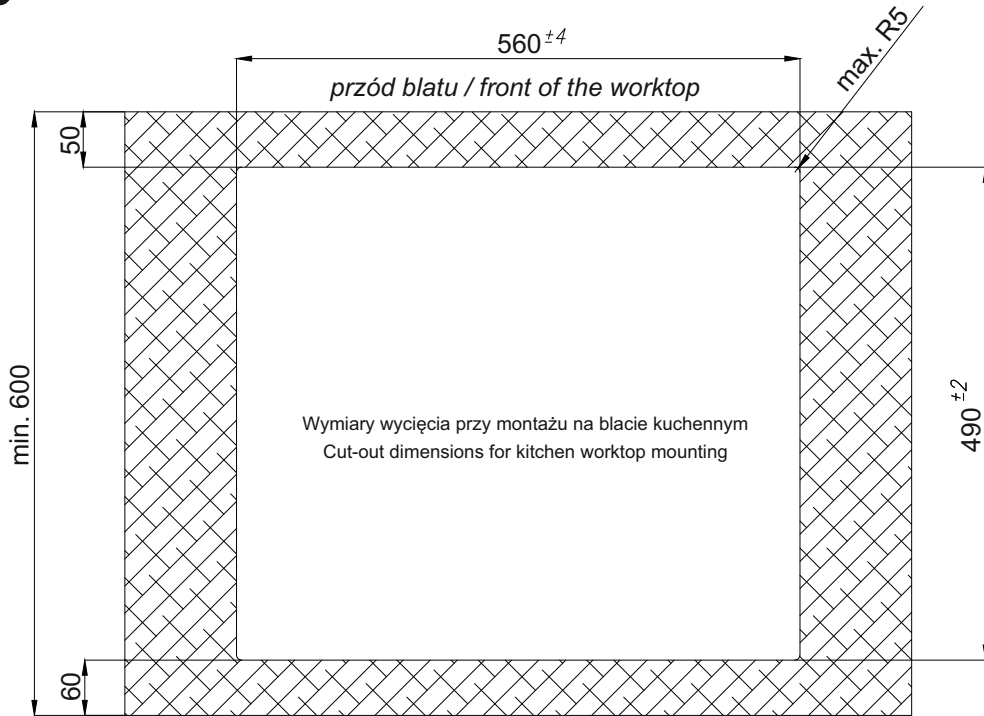 560±4
max. R5
przód blatu / front of the worktop
50
min. 600
490±2
Wymiary wycięcia przy montażu na blacie kuchennym
Cut-out dimensions for kitchen worktop mounting
60